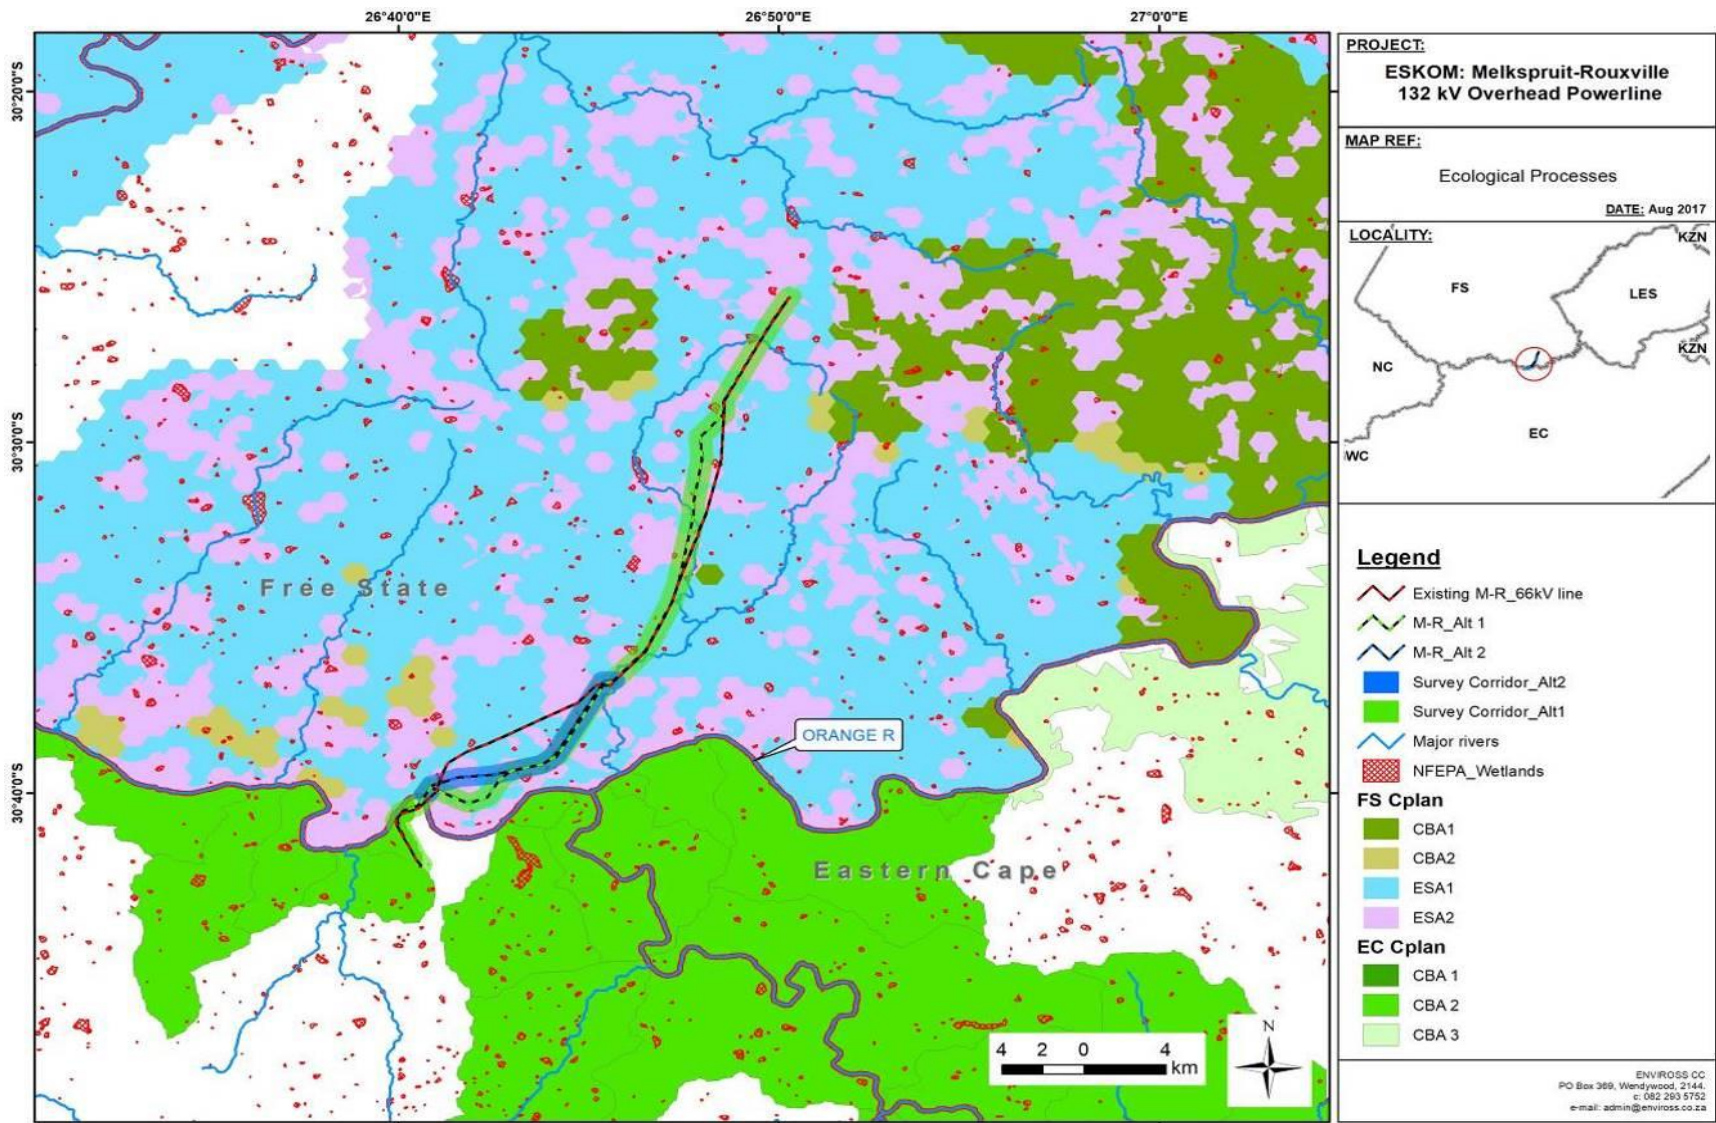 26°40'0"E
26°50'0"E
27°0'0"E
30°20'0"S
30°30'0"S
30°40'0"S
Free State
ORANGE R
Eastern Cape
4 2 0 4
km
N
PROJECT:
ESKOM: Melkspruit-Rouxville
132 kV Overhead Powerline
MAP REF:
Ecological Processes
DATE: Aug 2017
LOCALITY:
KZN
FS
LES
KZN
NC
EC
WC
Legend
Existing M-R_66kV line
M-R_Alt 1
M-R_Alt 2
Survey Corridor_Alt2
Survey Corridor_Alt1
Major rivers
NFEPA_Wetlands
FS Cplan
CBA1
CBA2
ESA1
ESA2
EC Cplan
CBA 1
CBA 2
CBA 3
ENVIROSS CC
PO Box 369, Wendywood, 2144.
c: 082 293 5752
e-mail: admin@enviross.co.za